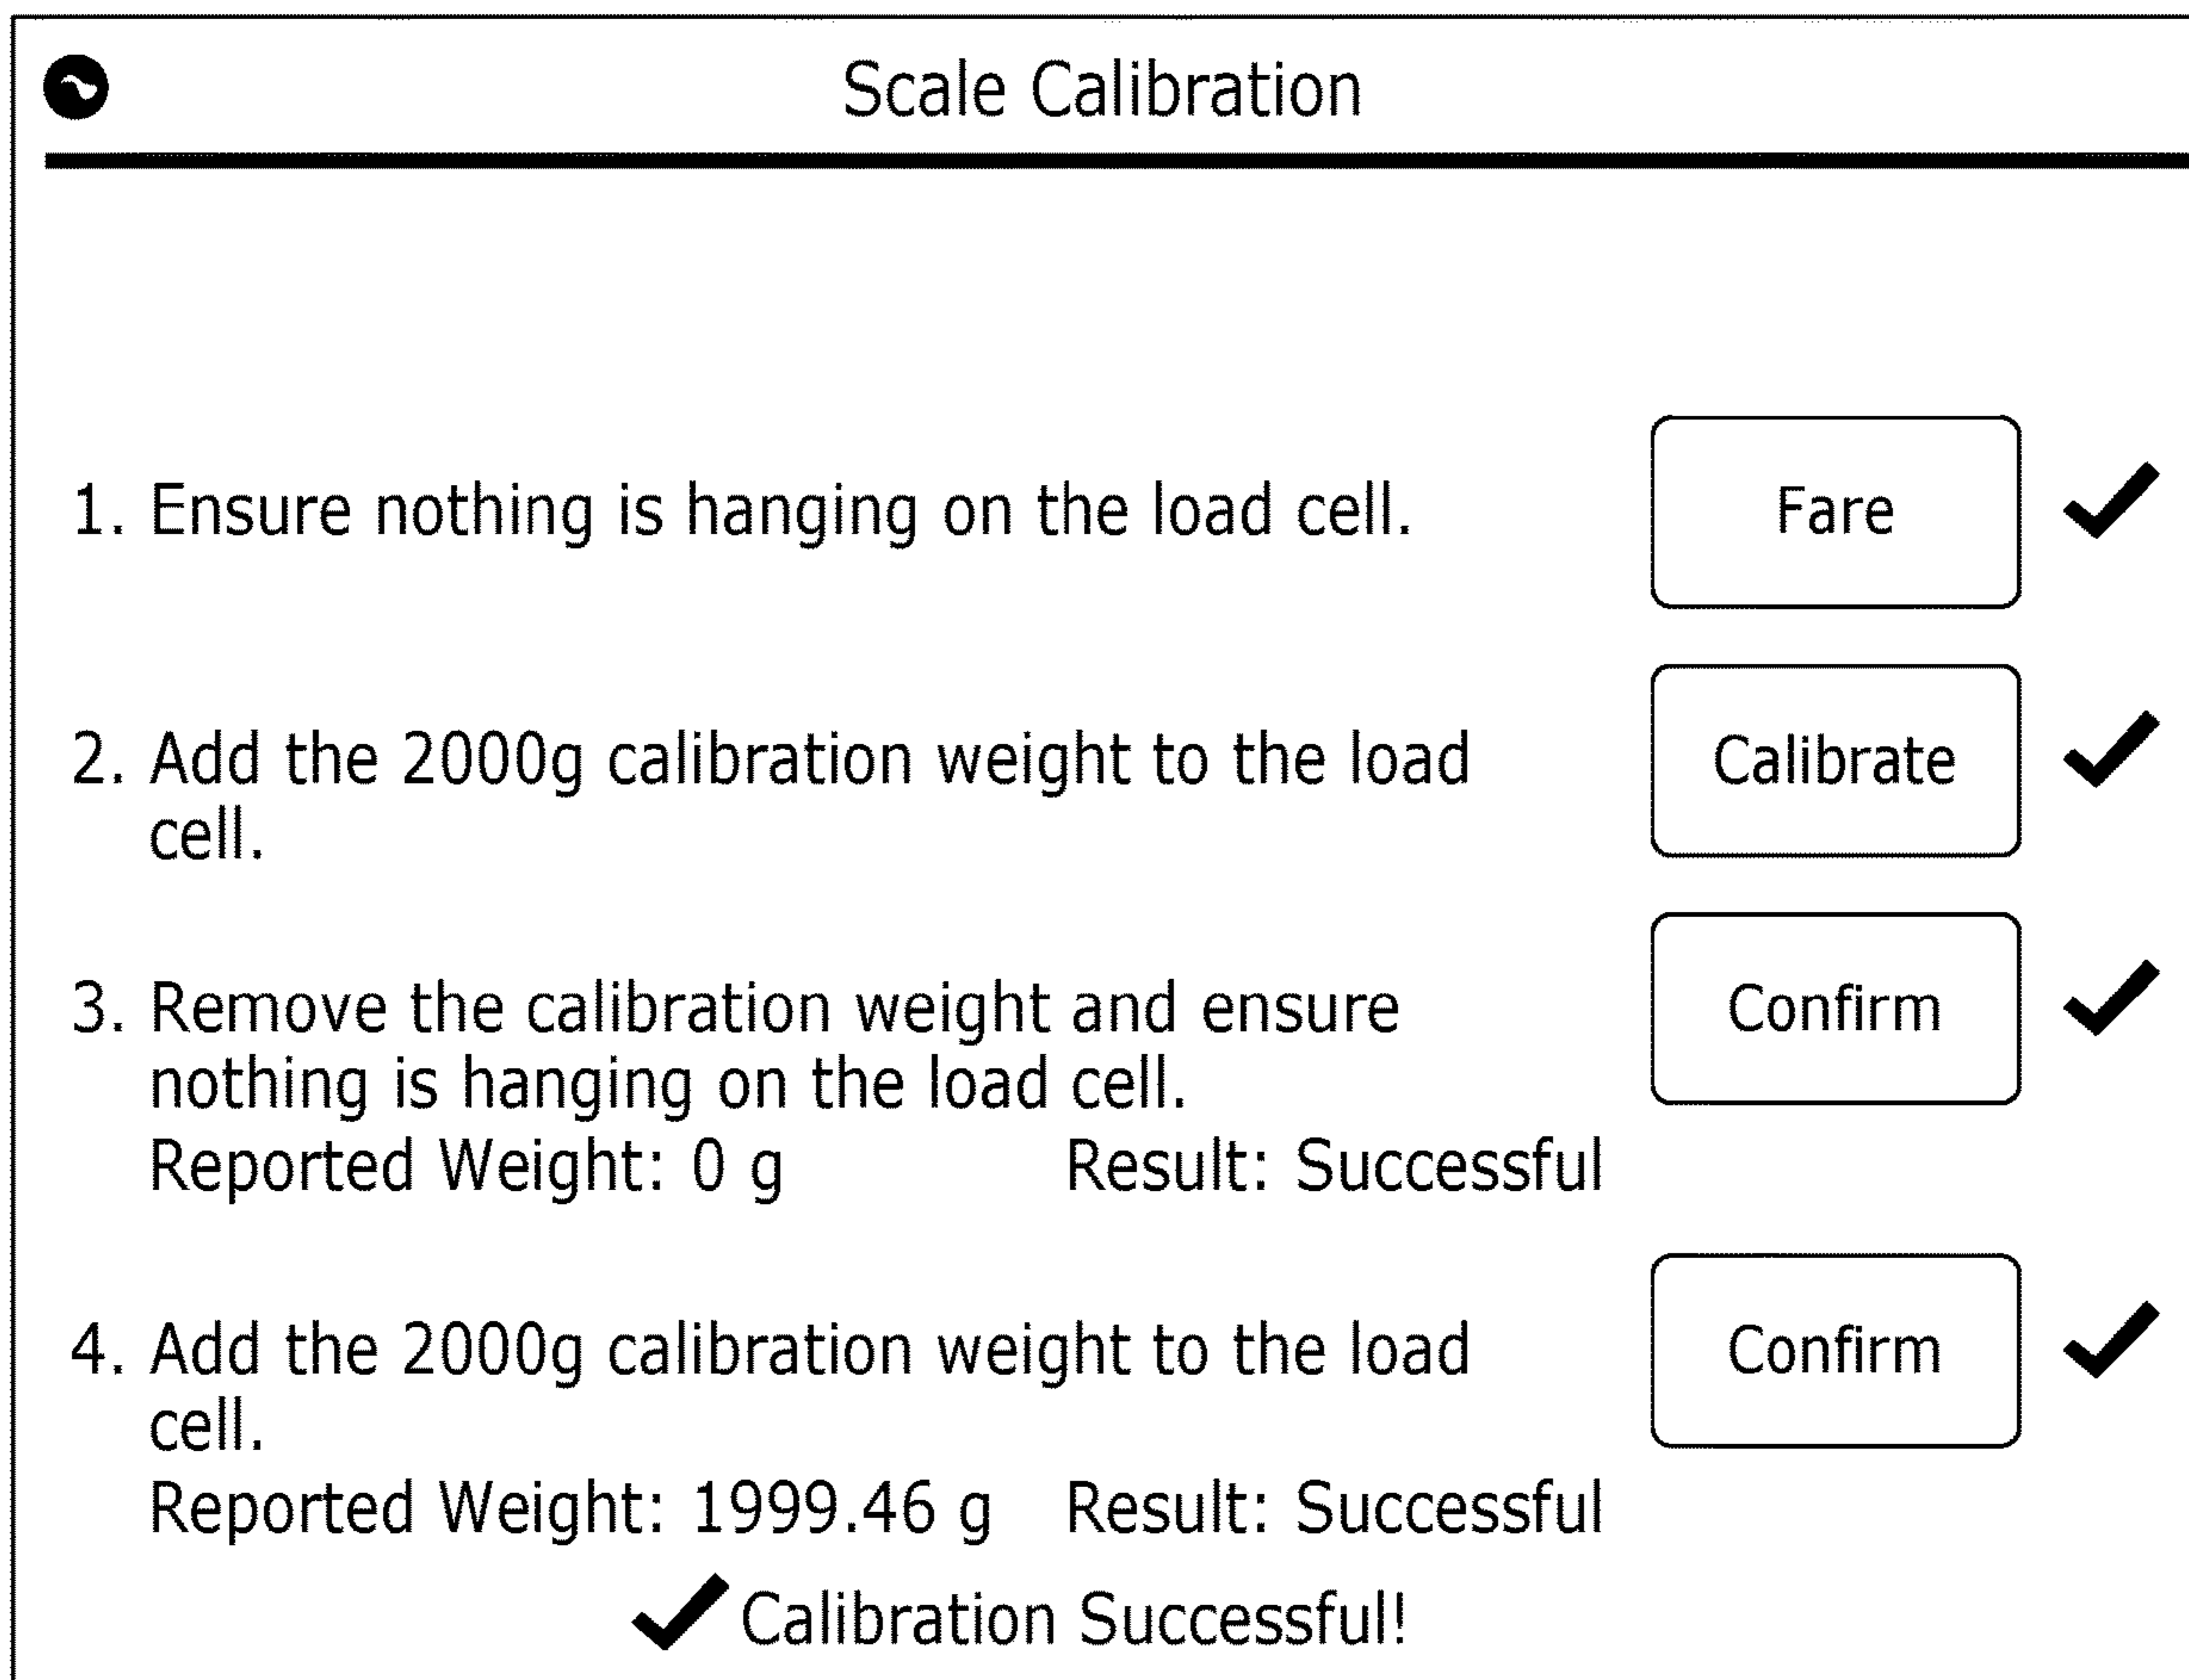 Scale Calibration
1. Ensure nothing is hanging on the load cell.
Fare
2. Add the 2000g calibration weight to the load
cell.
Calibrate
3. Remove the calibration weight and ensure
nothing is hanging on the load cell.
Confirm
Reported Weight: 0 g Result: Successful
4. Add the 2000g calibration weight to the load
cell.
Confirm
Reported Weight: 1999.46 g Result: Successful
Calibration Successful!